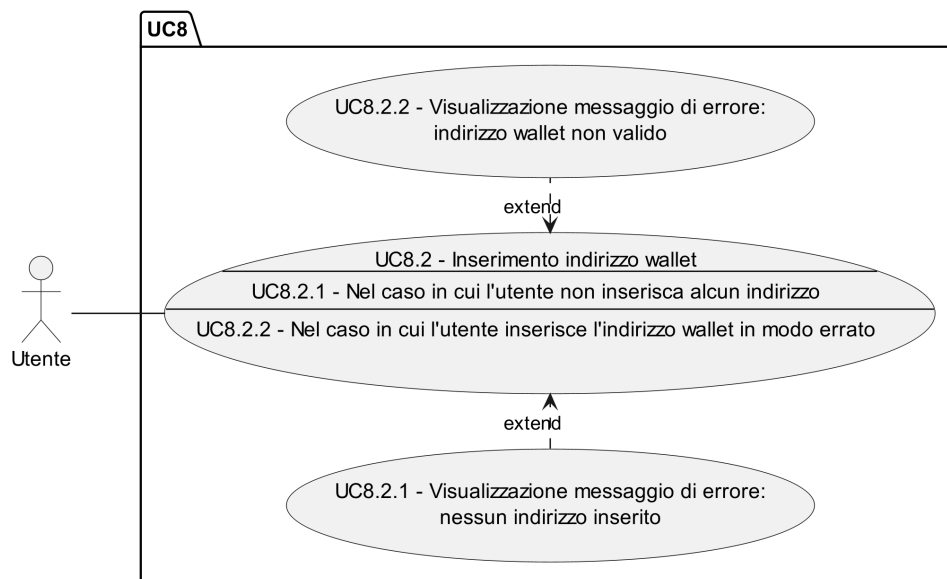 UC8
UC8.2.2 - Visualizzazione messaggio di errore:
indirizzo wallet non valido
extend
UC8.2 - Inserimento indirizzo wallet
UC8.2.1 - Nel caso in cui l'utente non inserisca alcun indirizzo
UC8.2.2 - Nel caso in cui l'utente inserisce l'indirizzo wallet in modo errato
Utente
extend
UC8.2.1 - Visualizzazione messaggio di errore:
nessun indirizzo inserito